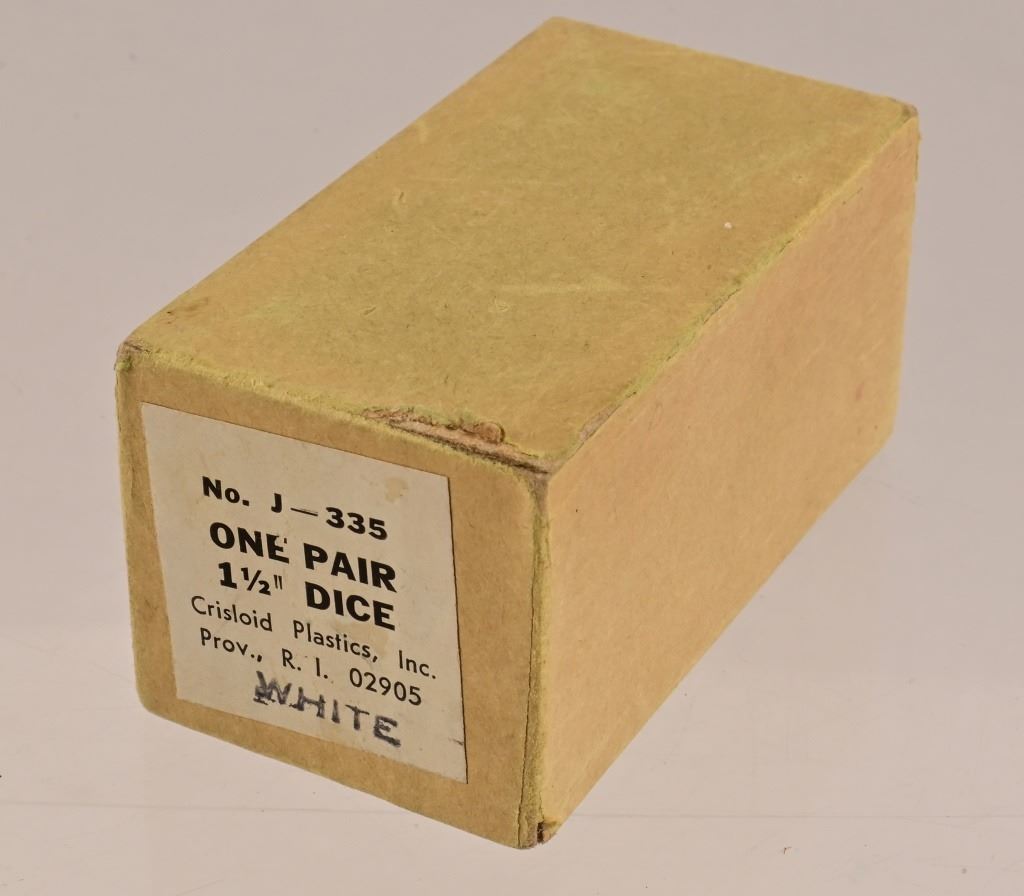 No. J—335
ONE PAIR
1½" DICE
Crisloid Plastics, Inc.
Prov., R. I. 02905
WHITE